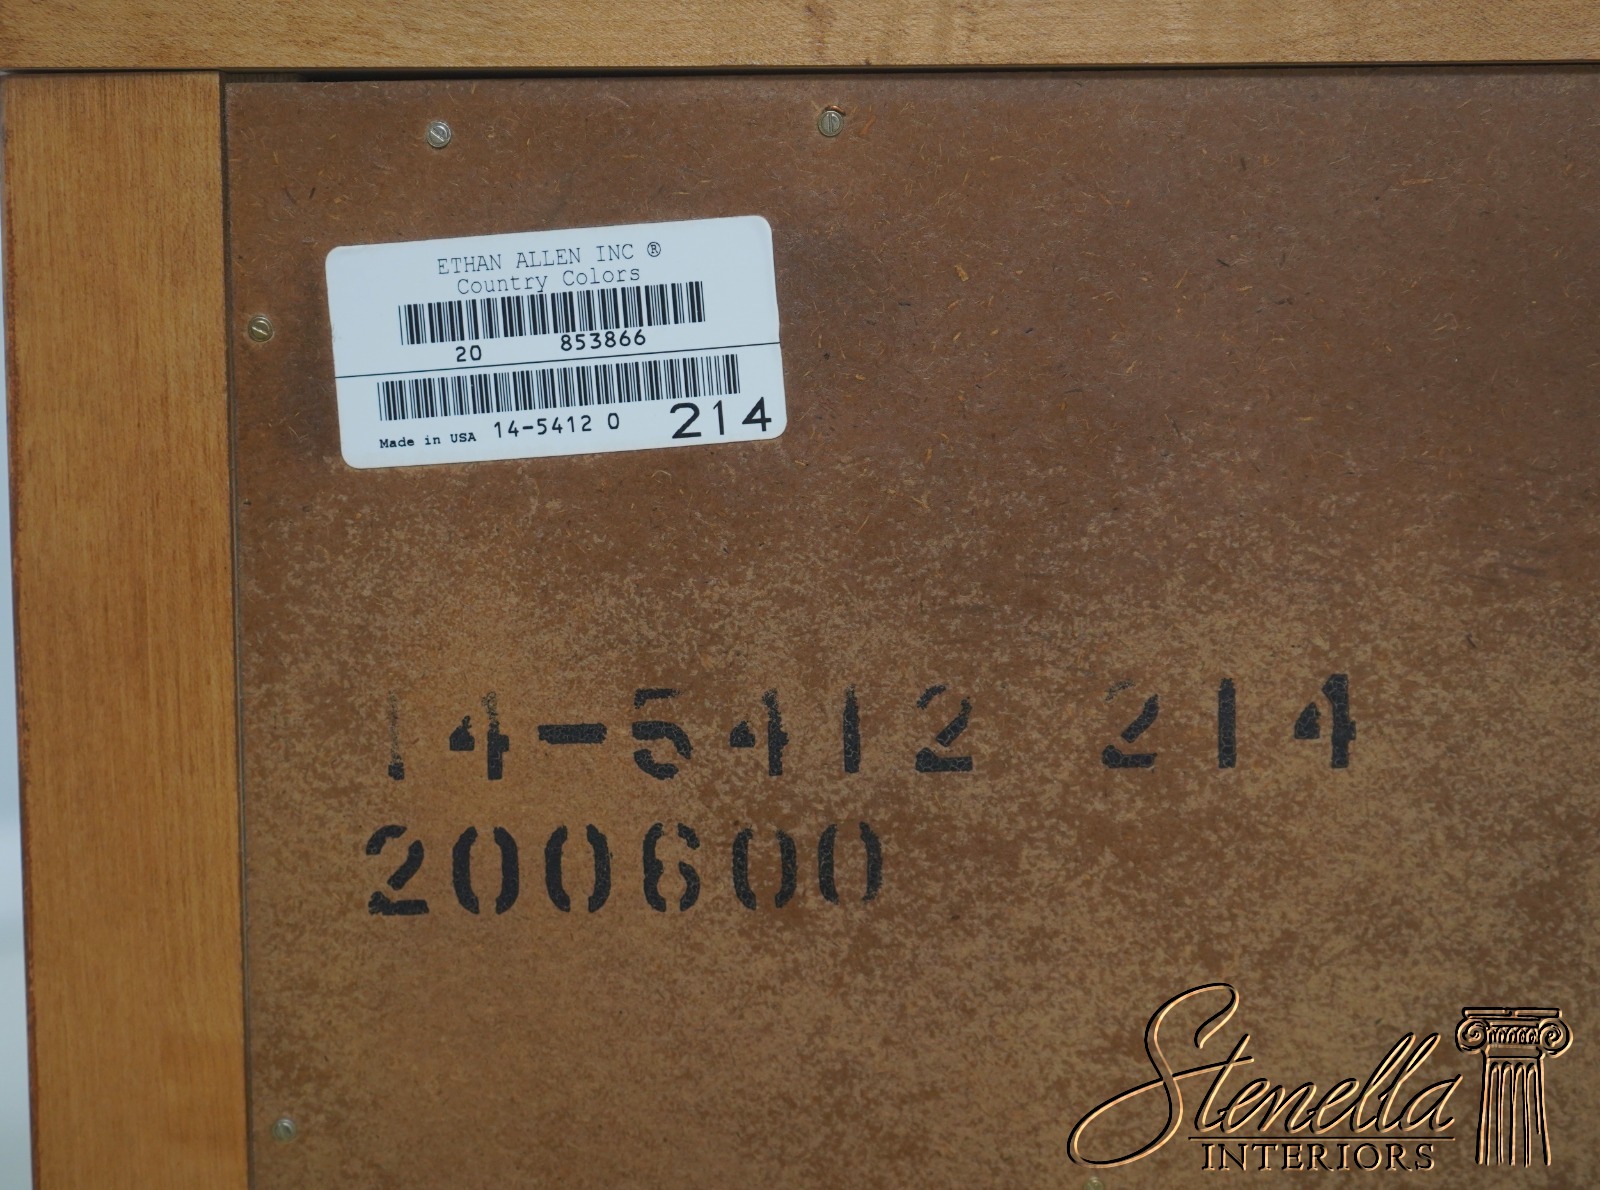 ETHAN ALLEN INC ®
Country Colors
20 853866
Made in USA 14-5412 0 214
14-5412 214
200600
Stenella
INTERIORS